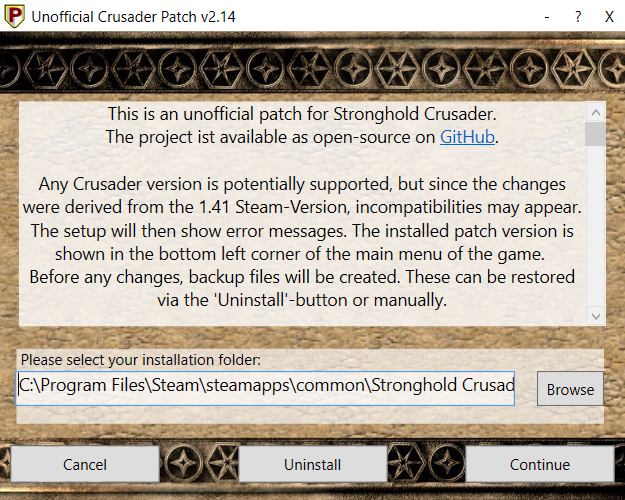 P Unofficial Crusader Patch v2.14 - ? X
This is an unofficial patch for Stronghold Crusader.
The project ist available as open-source on GitHub.
Any Crusader version is potentially supported, but since the changes
were derived from the 1.41 Steam-Version, incompatibilities may appear.
The setup will then show error messages. The installed patch version is
shown in the bottom left corner of the main menu of the game.
Before any changes, backup files will be created. These can be restored
via the 'Uninstall'-button or manually.
Please select your installation folder:
C:\Program Files\Steam\steamapps\common\Stronghold Crusad
Browse
Cancel Uninstall Continue